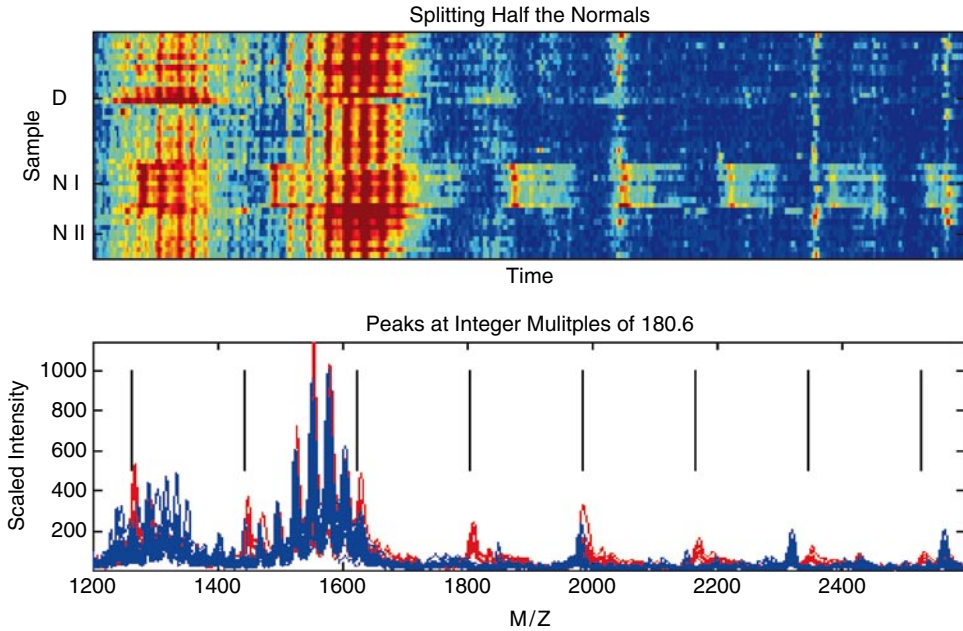 Splitting Half the Normals
Sample
D
N I
N II
Time
Peaks at Integer Mulitples of 180.6
Scaled Intensity
1000
800
600
400
200
1200 1400 1600 1800 2000 2200 2400
M/Z